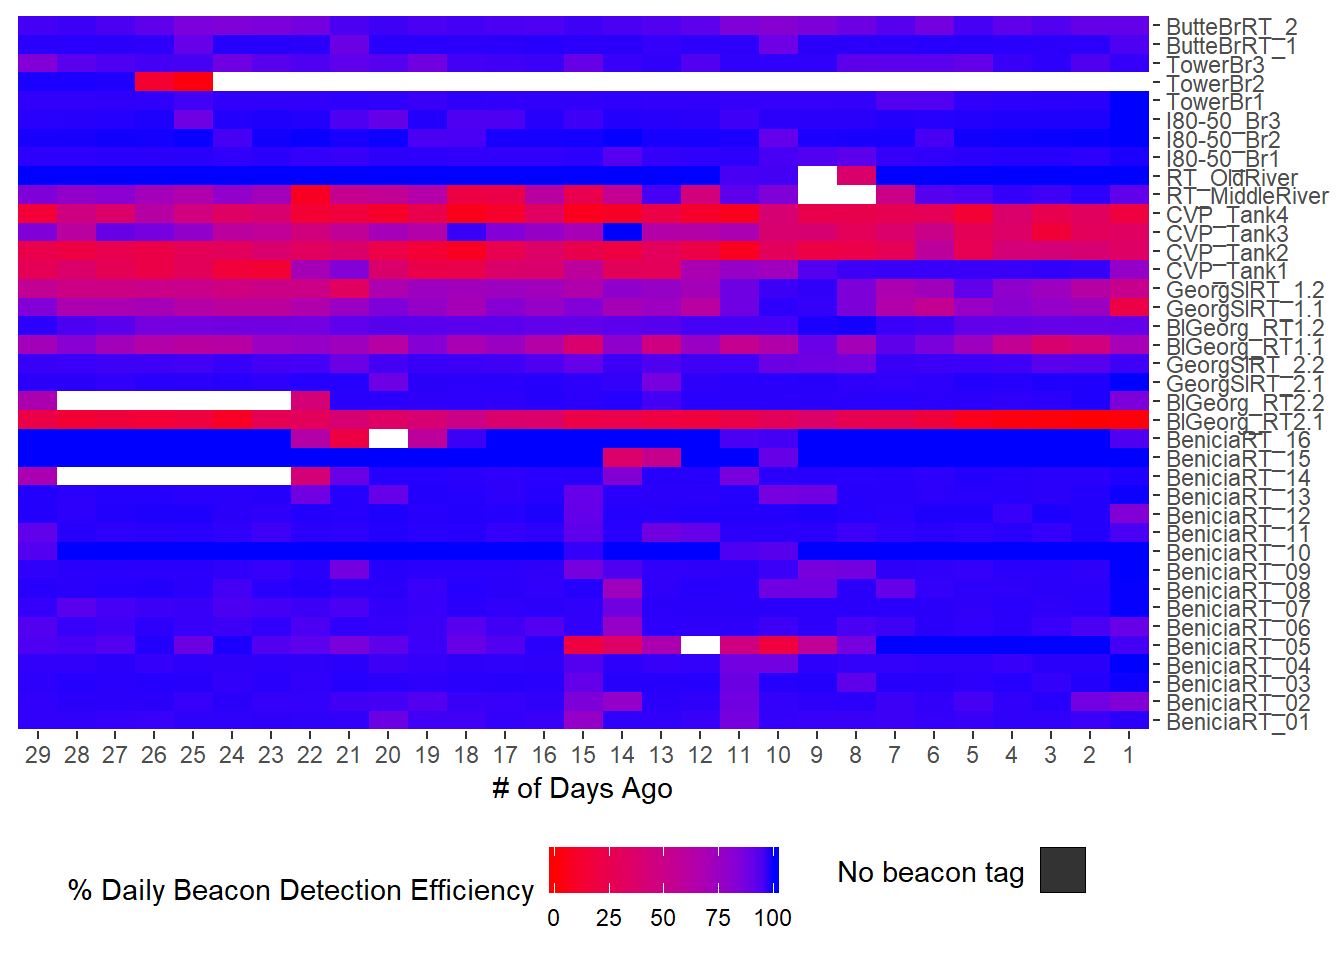 ButteBrRT_2
ButteBrRT_1
TowerBr3
TowerBr2
TowerBr1
I80-50_Br3
I80-50_Br2
I80-50_Br1
RT_OldRiver
RT_MiddleRiver
CVP_Tank4
CVP_Tank3
CVP_Tank2
CVP_Tank1
GeorgSlRT_1.2
GeorgSlRT_1.1
BlGeorg_RT1.2
BlGeorg_RT1.1
GeorgSlRT_2.2
GeorgSlRT_2.1
BlGeorg_RT2.2
BlGeorg_RT2.1
BeniciaRT_16
BeniciaRT_15
BeniciaRT_14
BeniciaRT_13
BeniciaRT_12
BeniciaRT_11
BeniciaRT_10
BeniciaRT_09
BeniciaRT_08
BeniciaRT_07
BeniciaRT_06
BeniciaRT_05
BeniciaRT_04
BeniciaRT_03
BeniciaRT_02
BeniciaRT_01
29 28 27 26 25 24 23 22 21 20 19 18 17 16 15 14 13 12 11 10 9 8 7 6 5 4 3 2 1
# of Days Ago
% Daily Beacon Detection Efficiency
0 25 50 75 100
No beacon tag